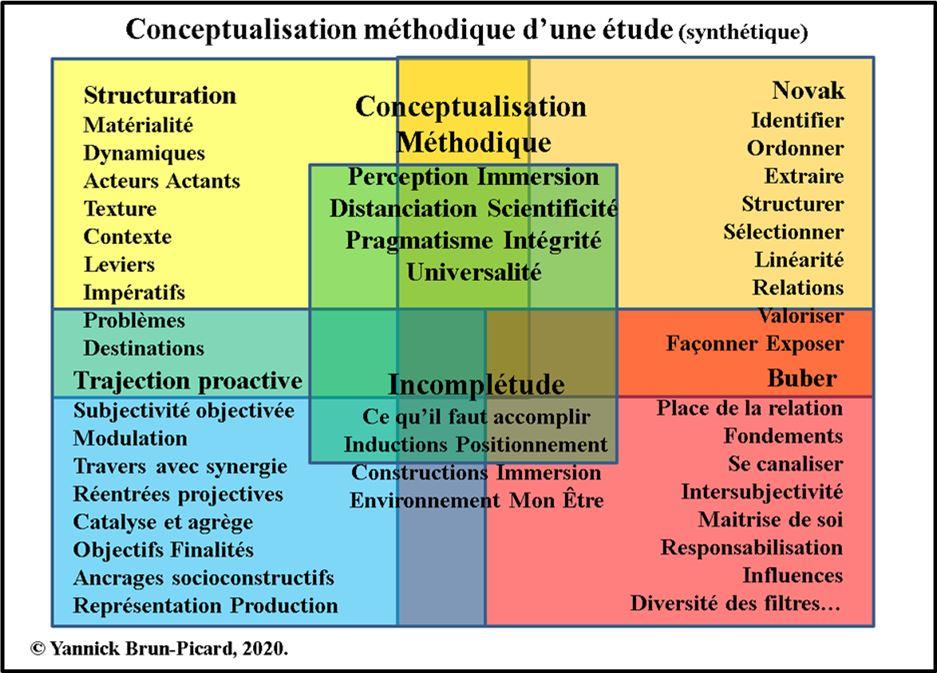 Conceptualisation méthodique d’une étude (synthétique)
Structuration
Matérialité
Dynamiques
Acteurs Actants
Texture
Contexte
Leviers
Impératifs
Problèmes
Destinations
Conceptualisation
Méthodique
Perception Immersion
Distanciation Scientificité
Pragmatisme Intégrité
Universalité
Novak
Identifier
Ordonner
Extraire
Structurer
Sélectionner
Linéarité
Relations
Valoriser
Façonner Exposer
Trajection proactive
Subjectivité objectivée
Modulation
Travers avec synergie
Réentrées projectives
Catalyse et agrège
Objectifs Finalités
Ancrages socioconstructifs
Représentation Production
Incomplétude
Ce qu’il faut accomplir
Inductions Positionnement
Constructions Immersion
Environnement Mon Être
Buber
Place de la relation
Fondements
Se canaliser
Intersubjectivité
Maitrise de soi
Responsabilisation
Influences
Diversité des filtres…
© Yannick Brun-Picard, 2020.